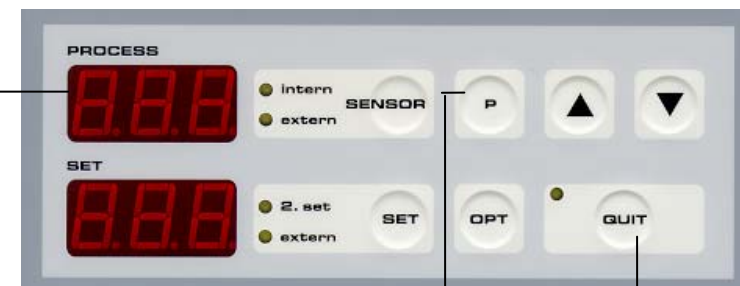 PROCESS
intern
extern
SENSOR
P
SET
2. set
extern
SET
OPT
QUIT